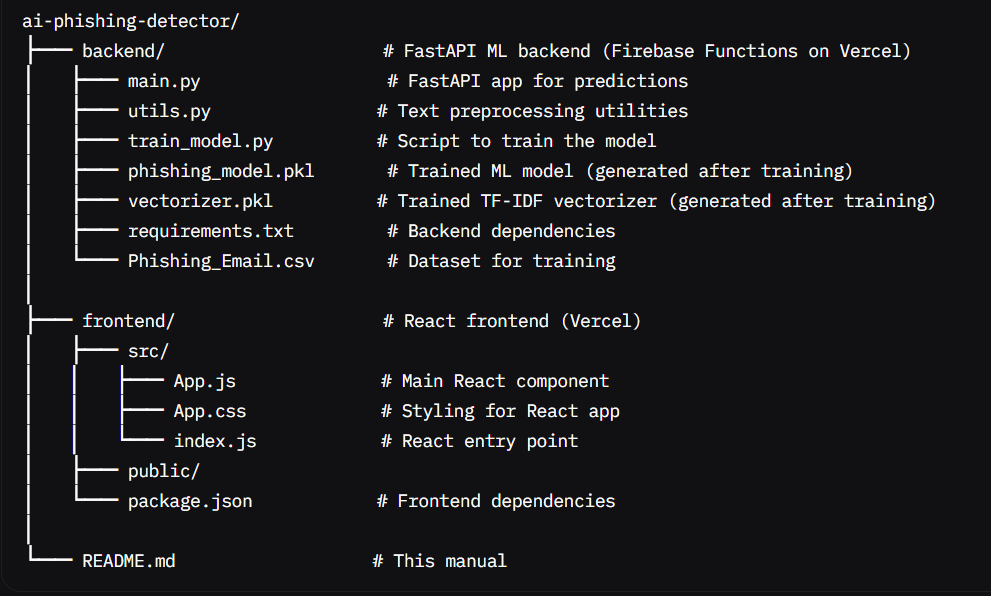 ai-phishing-detector/
├── backend/                     # FastAPI ML backend (Firebase Functions on Vercel)
│   ├── main.py                  # FastAPI app for predictions
│   ├── utils.py                # Text preprocessing utilities
│   ├── train_model.py          # Script to train the model
│   ├── phishing_model.pkl       # Trained ML model (generated after training)
│   ├── vectorizer.pkl          # Trained TF-IDF vectorizer (generated after training)
│   ├── requirements.txt         # Backend dependencies
│   └── Phishing_Email.csv       # Dataset for training
│
├── frontend/                    # React frontend (Vercel)
│   ├── src/
│   │   ├── App.js              # Main React component
│   │   ├── App.css             # Styling for React app
│   │   └── index.js            # React entry point
│   ├── public/
│   └── package.json            # Frontend dependencies
│
└── README.md                   # This manual